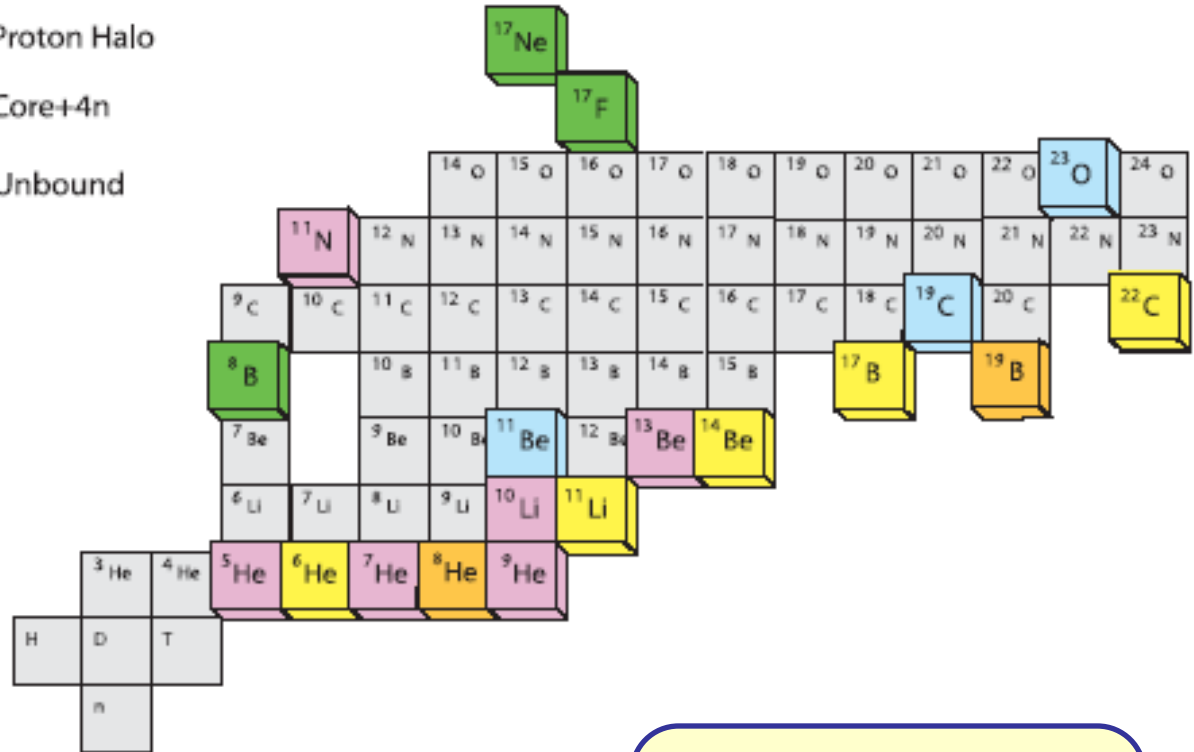 Proton Halo
Core+4n
Unbound
17Ne
17F
14O 15O 16O 17O 18O 19O 20O 21O 22O 23O 24O
11N 12N 13N 14N 15N 16N 17N 18N 19N 20N 21N 22N 23N
9C 10C 11C 12C 13C 14C 15C 16C 17C 18C 19C 20C 22C
8B 10B 11B 12B 13B 14B 15B 17B 19B
7Be 9Be 10Be 11Be 12Be 13Be 14Be
6Li 7Li 8Li 9Li 10Li 11Li
3He 4He 5He 6He 7He 8He 9He
H D T
n